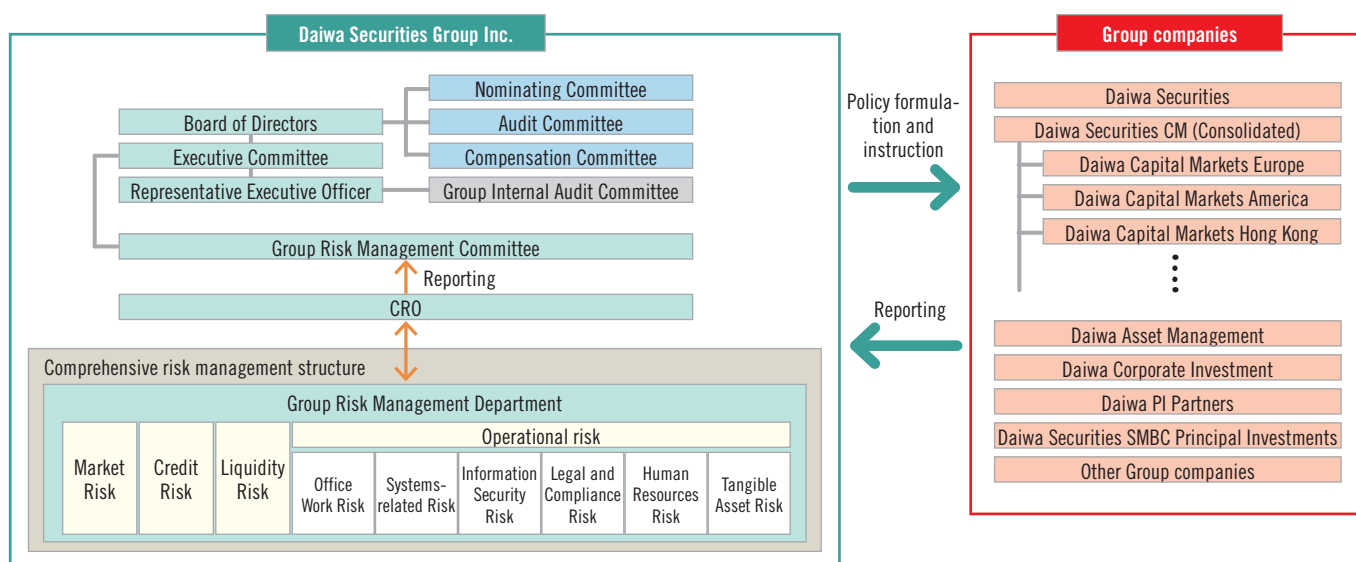 Daiwa Securities Group Inc.
Nominating Committee
Board of Directors
Audit Committee
Executive Committee
Compensation Committee
Representative Executive Officer
Group Internal Audit Committee
Group Risk Management Committee
Reporting
CRO
Comprehensive risk management structure
Group Risk Management Department
Market
Risk
Credit
Risk
Liquidity
Risk
Operational risk
Office
Work Risk
Systems-
related Risk
Information
Security
Risk
Legal and
Compliance
Risk
Human
Resources
Risk
Tangible
Asset Risk
Policy formula-
tion and
instruction
Reporting
Group companies
Daiwa Securities
Daiwa Securities CM (Consolidated)
Daiwa Capital Markets Europe
Daiwa Capital Markets America
Daiwa Capital Markets Hong Kong
Daiwa Asset Management
Daiwa Corporate Investment
Daiwa PI Partners
Daiwa Securities SMBC Principal Investments
Other Group companies